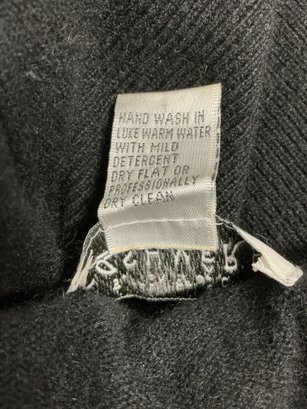 HAND WASH IN
LUKE WARM WATER
WITH MILD
DETERGENT
DRY FLAT OR
PROFESSIONALLY
DRY CLEAN